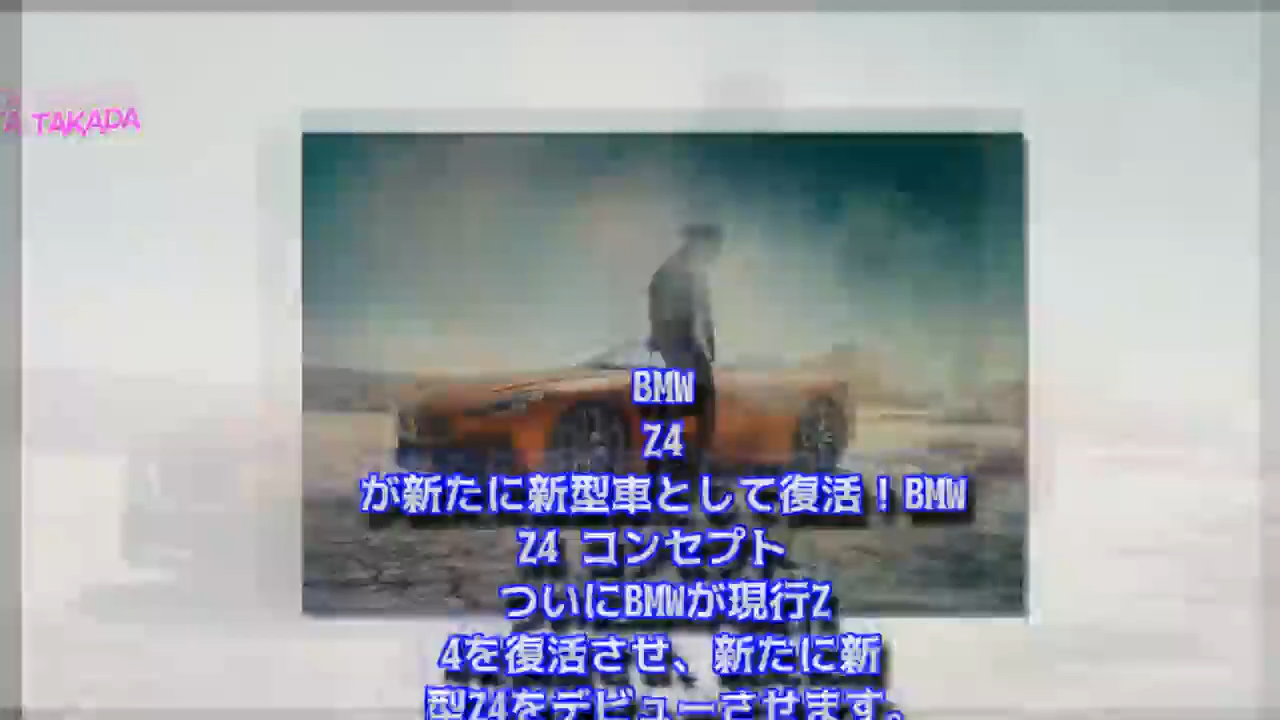 TAKADA
BMW
Z4
が新たに新型車として復活！BMW
Z4 コンセプト
ついにBMWが現行Z
4を復活させ、新たに新
型Z4をデビューさせます。